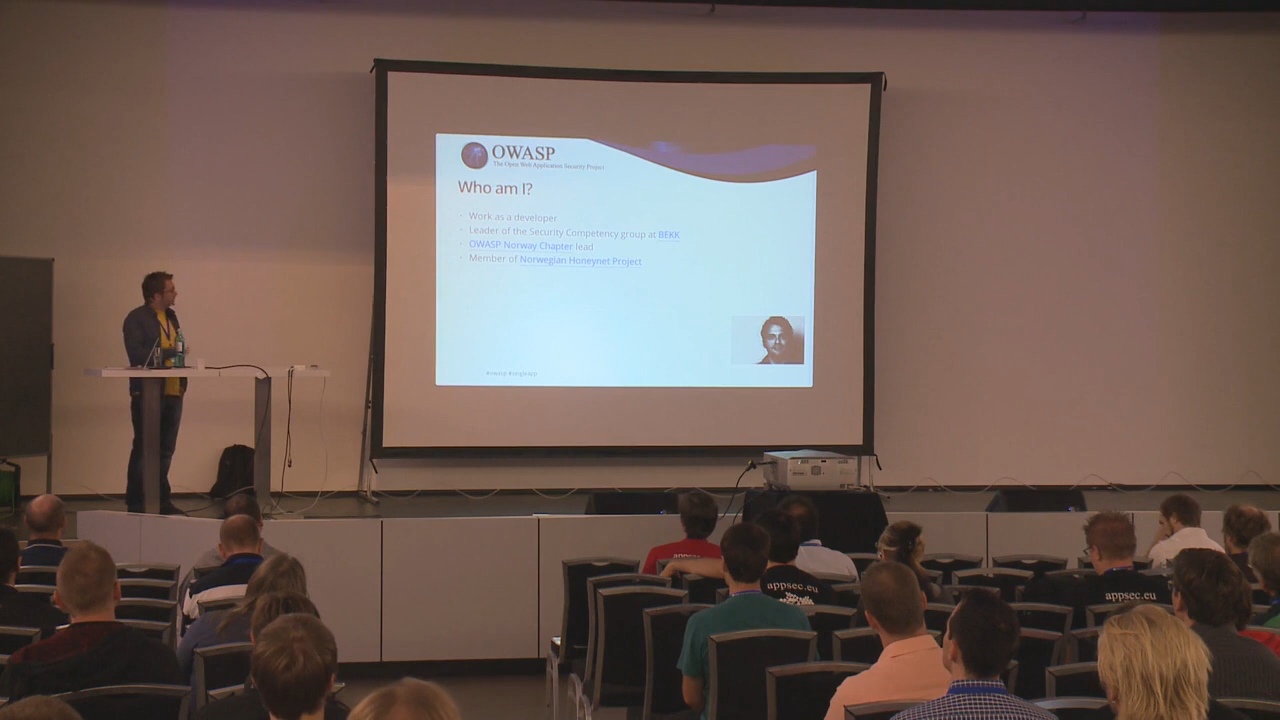 OWASP
The Open Web Application Security Project
Who am I?
Work as a developer
Leader of the Security Competency group at BEKK
OWASP Norway Chapter lead
Member of Norwegian Honeynet Project
appsec.eu
appsec.eu